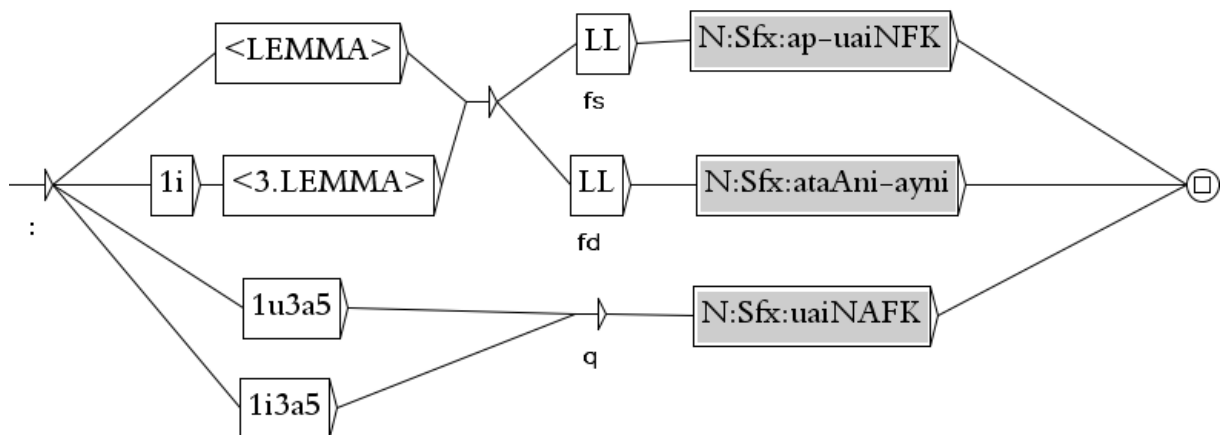 <LEMMA>
LL
N:Sfx:ap-uaiNFK
fs
1i
<3.LEMMA>
LL
N:Sfx:ataAni-ayni
:
fd
1u3a5
N:Sfx:uaiNAFK
q
1i3a5